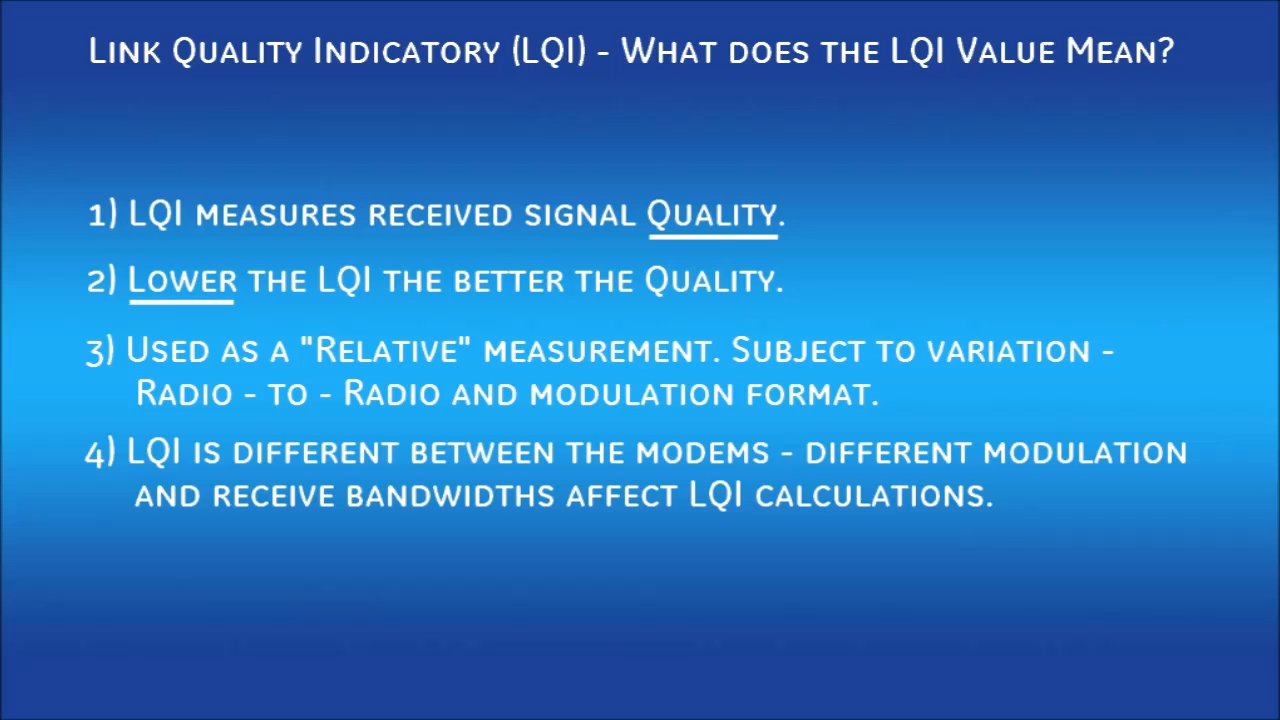 Link Quality Indicatory (LQI) - What does the LQI Value Mean?
1) LQI measures received signal Quality.
2) Lower the LQI the better the Quality.
3) Used as a "Relative" measurement. Subject to variation -
Radio - to - Radio and modulation format.
4) LQI is different between the modems - different modulation
and receive bandwidths affect LQI calculations.